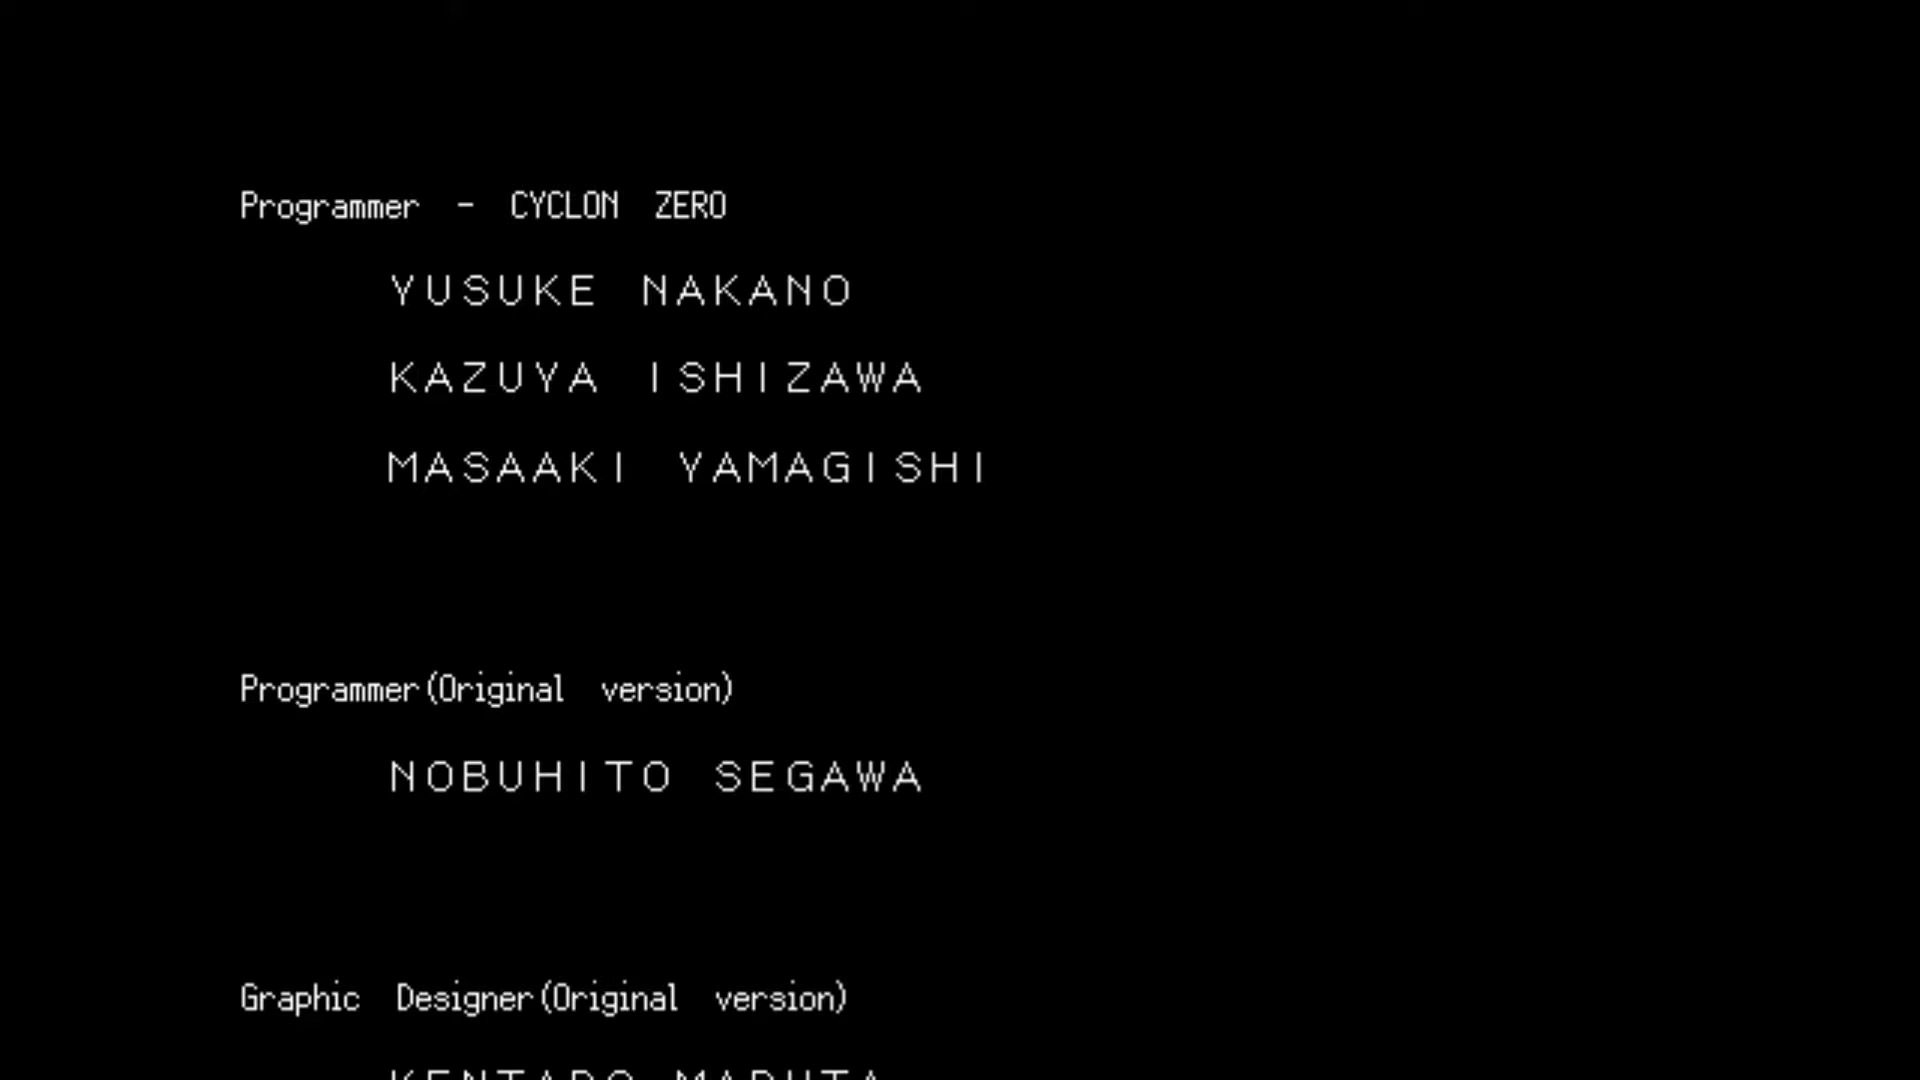 Programmer - CYCLON ZERO
YUSUKE NAKANO
KAZUYA ISHIZAWA
MASAAKI YAMAGISHI
Programmer(Original version)
NOBUHITO SEGAWA
Graphic Designer(Original version)